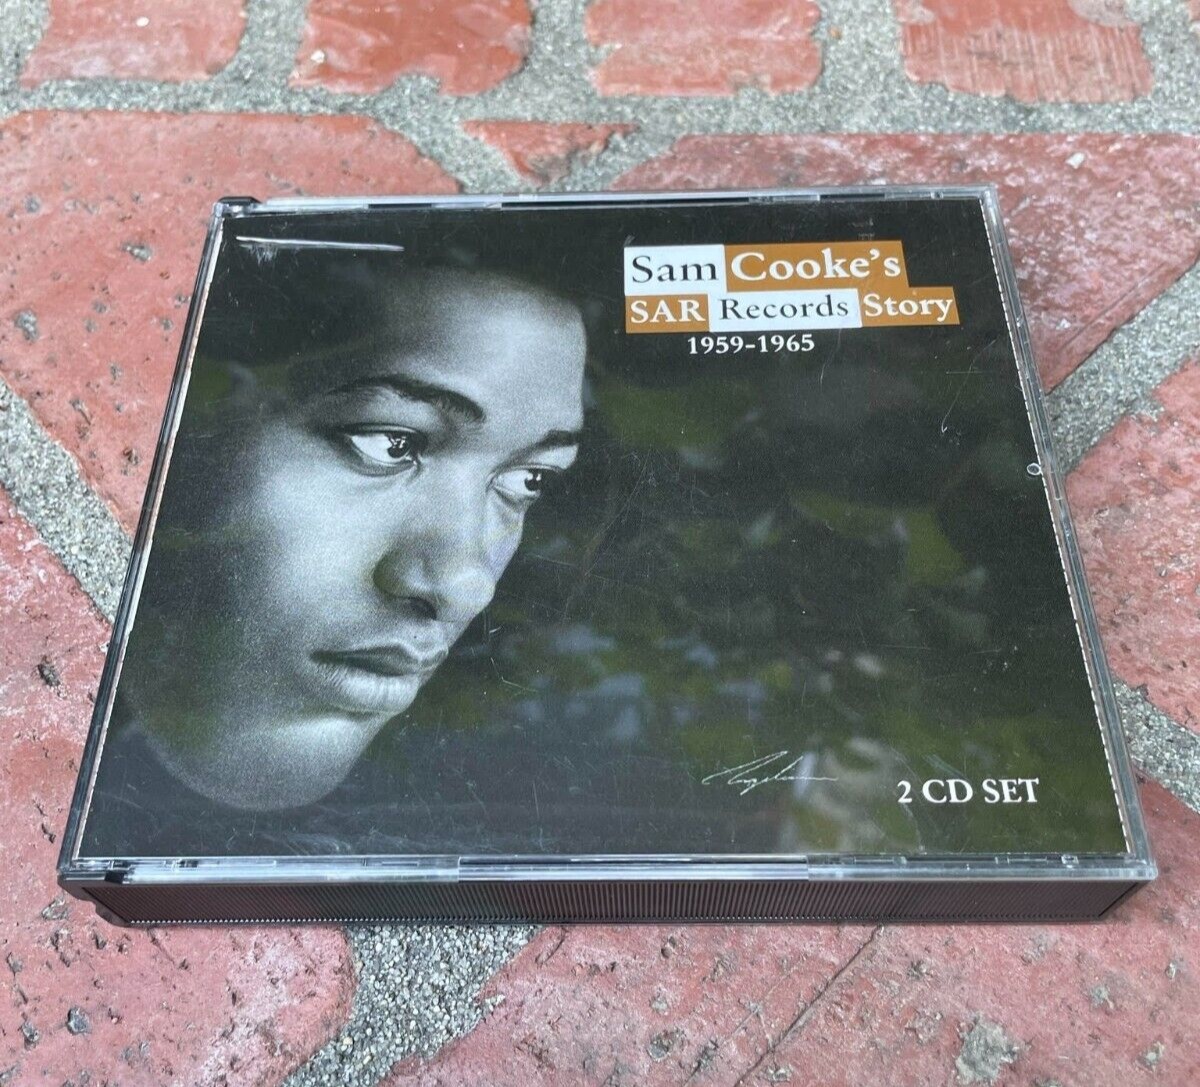 Sam Cooke's
SAR Records Story
1959-1965
2 CD SET